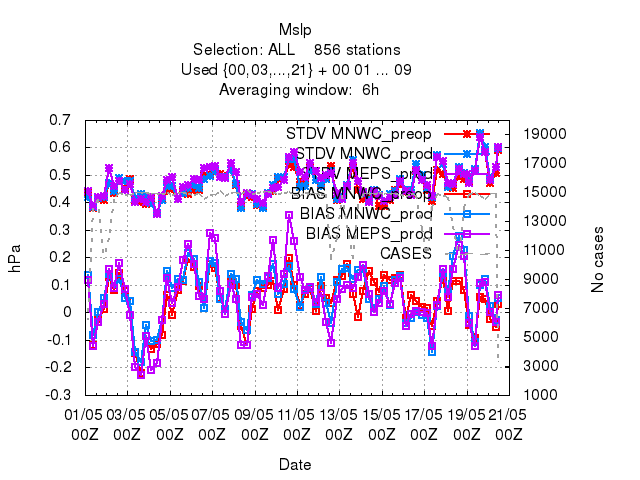 Mslp
Selection: ALL    856 stations
Used {00,03,...,21} + 00 01 ... 09
Averaging window:  6h
0.7
0.6
0.5
0.4
0.3
0.2
0.1
0
-0.1
-0.2
-0.3
hPa
STDV MNWC_preop
STDV MNWC_prod
STDV MEPS_prod
BIAS MNWC_preop
BIAS MNWC_prod
BIAS MEPS_prod
CASES
19000
17000
15000
13000
11000
9000
7000
5000
3000
1000
No cases
01/05 03/05 05/05 07/05 09/05 11/05 13/05 15/05 17/05 19/05 21/05
00Z 00Z 00Z 00Z 00Z 00Z 00Z 00Z 00Z 00Z 00Z
Date